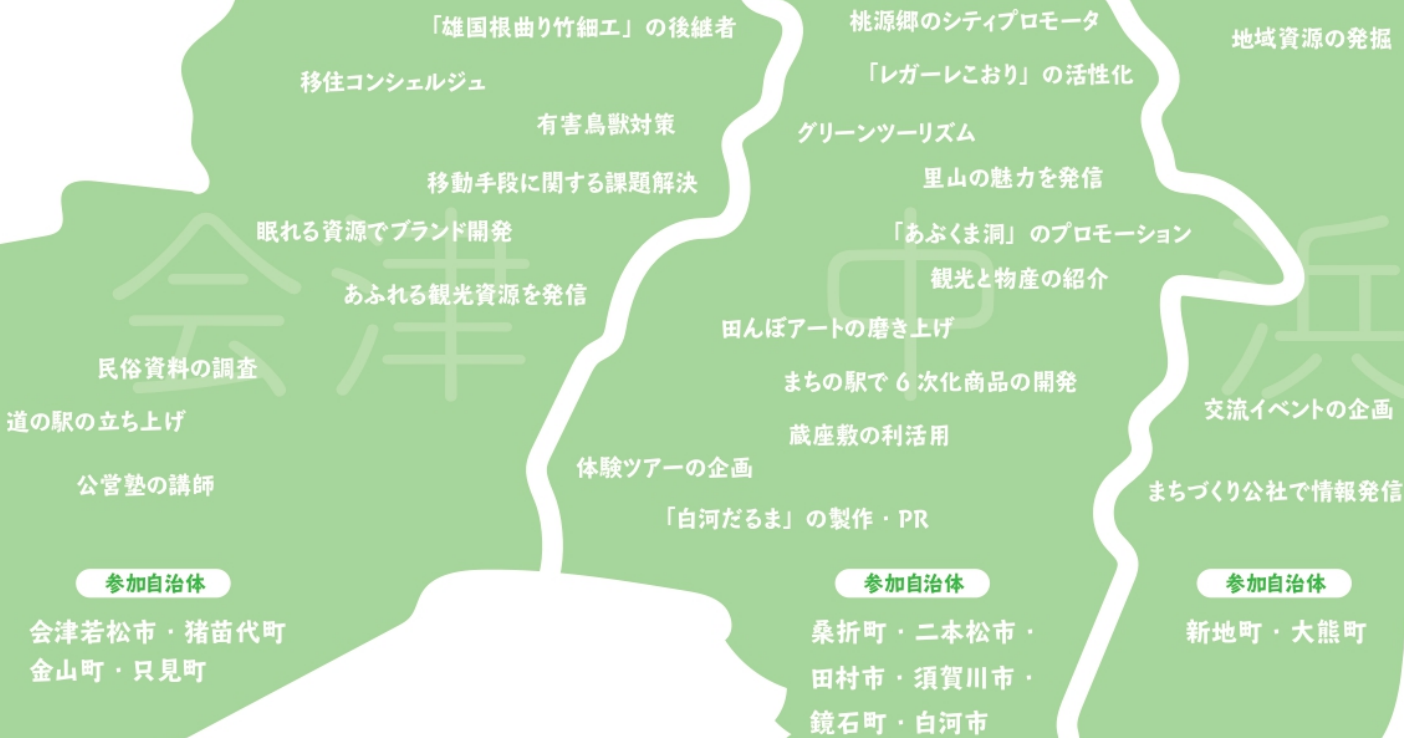 会津
「雄国根曲り竹細工」の後継者
移住コンシェルジュ
有害鳥獣対策
移動手段に関する課題解決
眠れる資源でブランド開発
あふれる観光資源を発信
民俗資料の調査
道の駅の立ち上げ
公営塾の講師
参加自治体
会津若松市・猪苗代町
金山町・只見町
中
桃源郷のシティプロモータ
「レガーレこおり」の活性化
グリーンツーリズム
里山の魅力を発信
「あぶくま洞」のプロモーション
観光と物産の紹介
田んぼアートの磨き上げ
まちの駅で 6 次化商品の開発
蔵座敷の利活用
体験ツアーの企画
「白河だるま」の製作・PR
参加自治体
桑折町・二本松市・
田村市・須賀川市・
鏡石町・白河市
浜
地域資源の発掘
交流イベントの企画
まちづくり公社で情報発信
参加自治体
新地町・大熊町